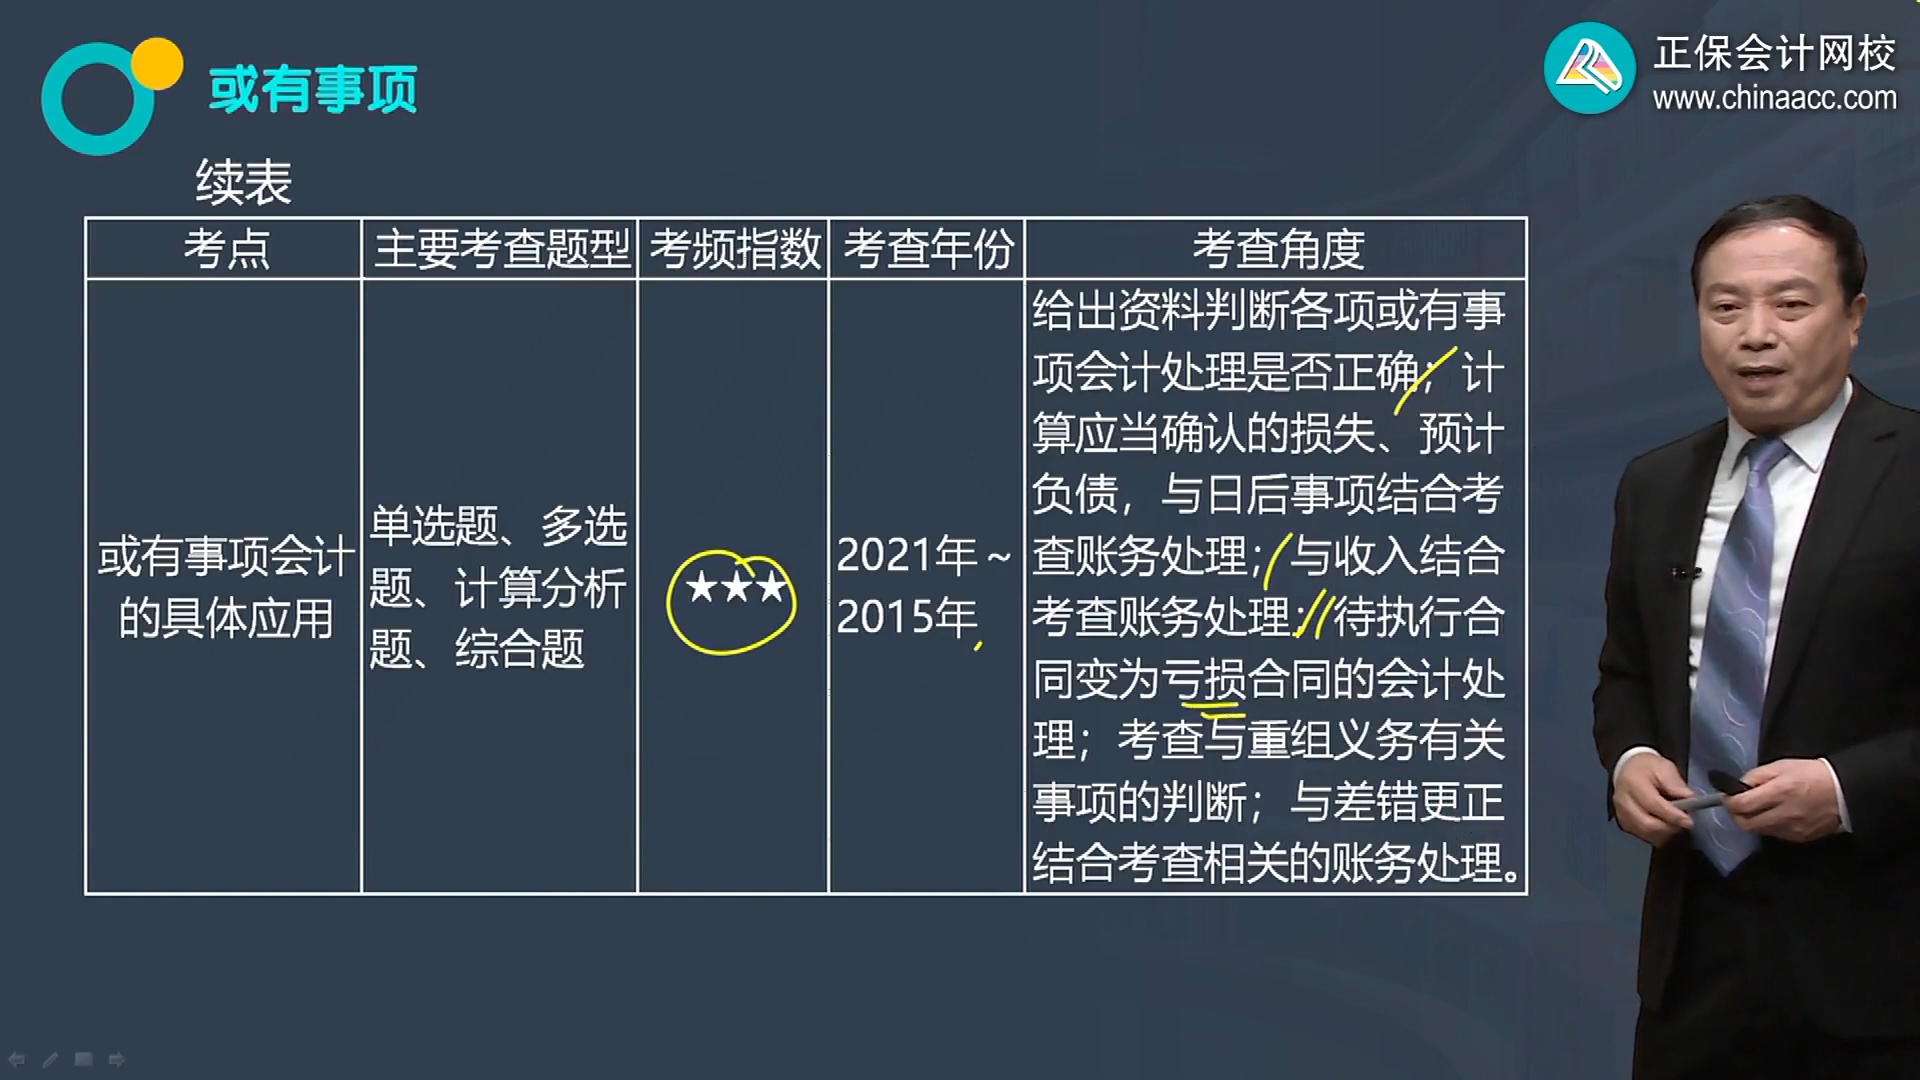 或有事项
正保会计网校
www.chinaacc.com
续表
考点
主要考查题型
考频指数
考查年份
考查角度
或有事项会计
的具体应用
单选题、多选
题、计算分析
题、综合题
★★★
2021年～
2015年
给出资料判断各项或有事
项会计处理是否正确；计
算应当确认的损失、预计
负债，与日后事项结合考
查账务处理；与收入结合
考查账务处理；待执行合
同变为亏损合同的会计处
理；考查与重组义务有关
事项的判断；与差错更正
结合考查相关的账务处理。